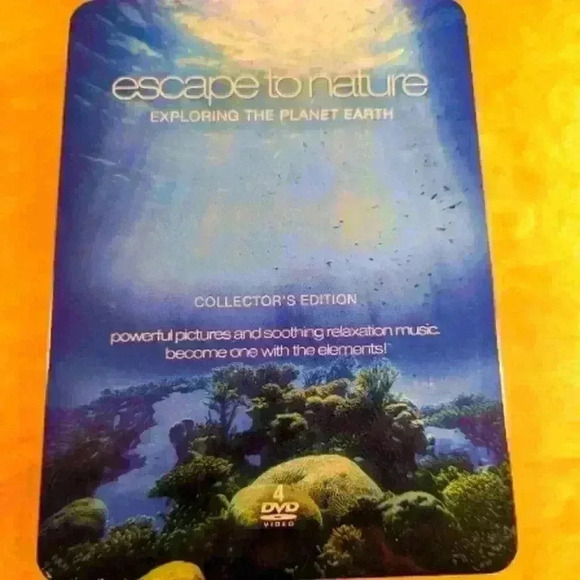 escape to nature
EXPLORING THE PLANET EARTH
COLLECTOR'S EDITION
powerful pictures and soothing relaxation music.
become one with the elements!™
4
DVD
VIDEO